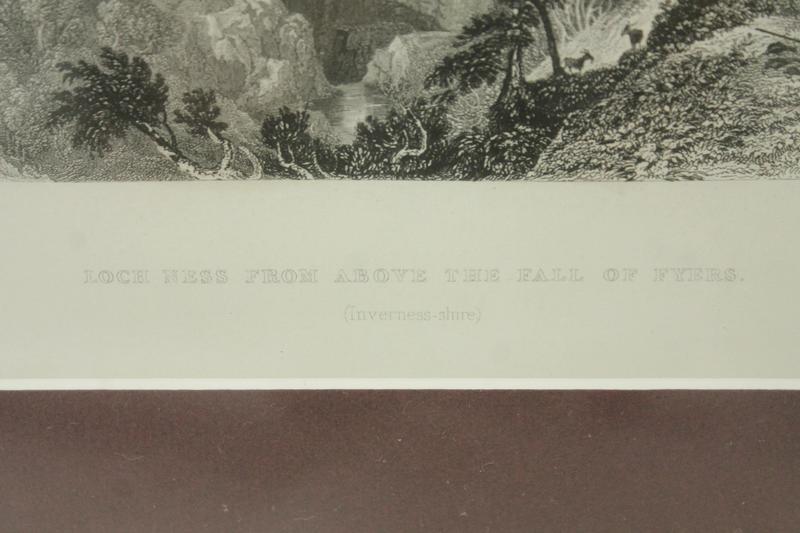 LOCH NESS FROM ABOVE THE FALL OF FYERS.
(Inverness-shire)